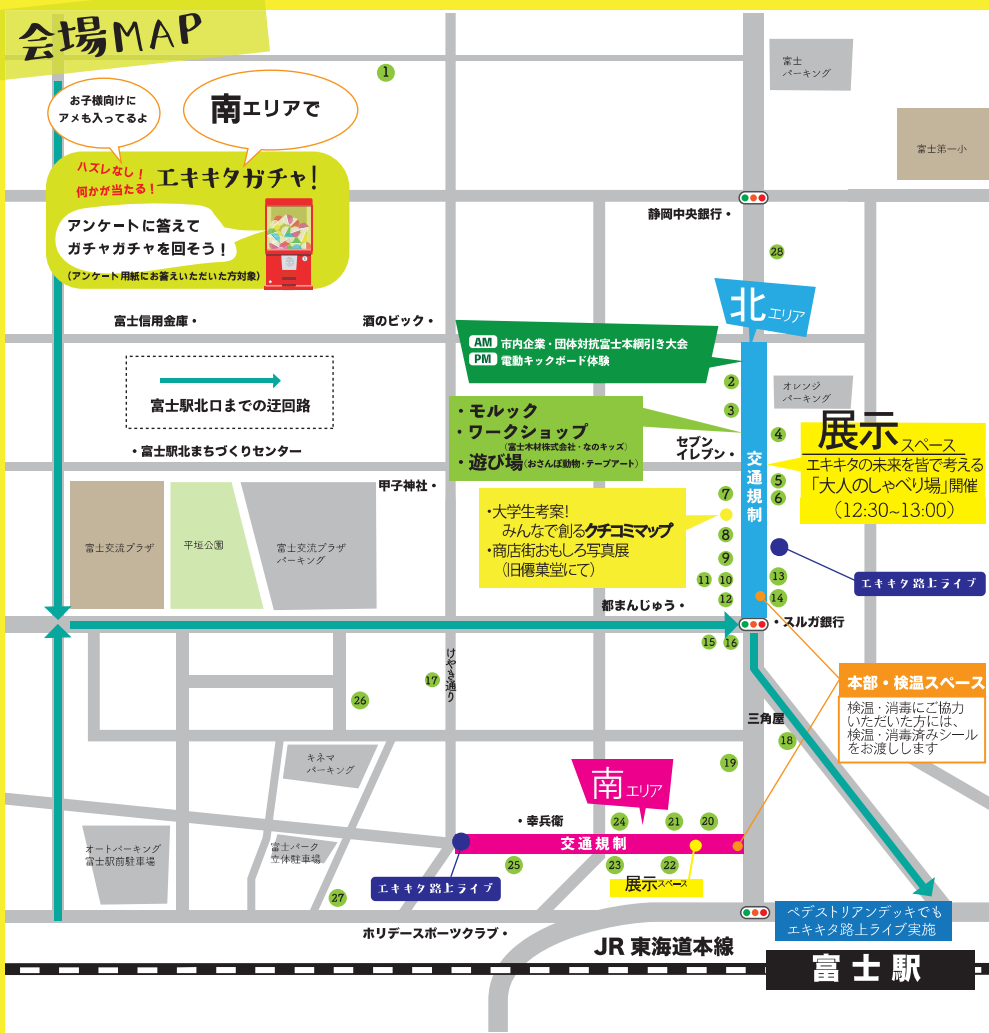 会場MAP
お子様向けに
アメも入ってるよ
南エリアで
ハズレなし！
何かが当たる！
エキキタガチャ！
アンケートに答えて
ガチャガチャを回そう！
（アンケート用紙にお答えいただいた方対象）
1
富士
パーキング
富士第一小
静岡中央銀行・
28
北エリア
富士信用金庫・
酒のビック・
AM 市内企業・団体対抗富士本綱引き大会
PM 電動キックボード体験
富士駅北口までの迂回路
2
3
オレンジ
パーキング
・モルック
・ワークショップ
（富士木材株式会社・なのキッズ）
・遊び場（おさんぽ動物・テープアート）
セブン
イレブン・
交通規制
4
展示スペース
エキキタの未来を皆で考える
「大人のしゃべり場」開催
（12:30~13:00）
・富士駅北まちづくりセンター
甲子神社・
5
6
7
・大学生考案!
みんなで創るクチコミマップ
・商店街おもしろ写真展
（旧僊菓堂にて）
8
9
富士交流プラザ
平垣公園
富士交流プラザ
パーキング
11
10
12
13
14
エキキタ路上ライブ
都まんじゅう・
・スルガ銀行
15
16
けやき通り
17
26
本部・検温スペース
検温・消毒にご協力
いただいた方には、
検温・消毒済みシール
をお渡しします
三角屋
18
19
キネマ
パーキング
南エリア
・幸兵衛
24
21
20
交通規制
オートパーキング
富士駅前駐車場
富士パーク
立体駐車場
25
23
22
展示スペース
エキキタ路上ライブ
27
ホリデースポーツクラブ・
ペデストリアンデッキでも
エキキタ路上ライブ実施
JR 東海道本線
富士駅